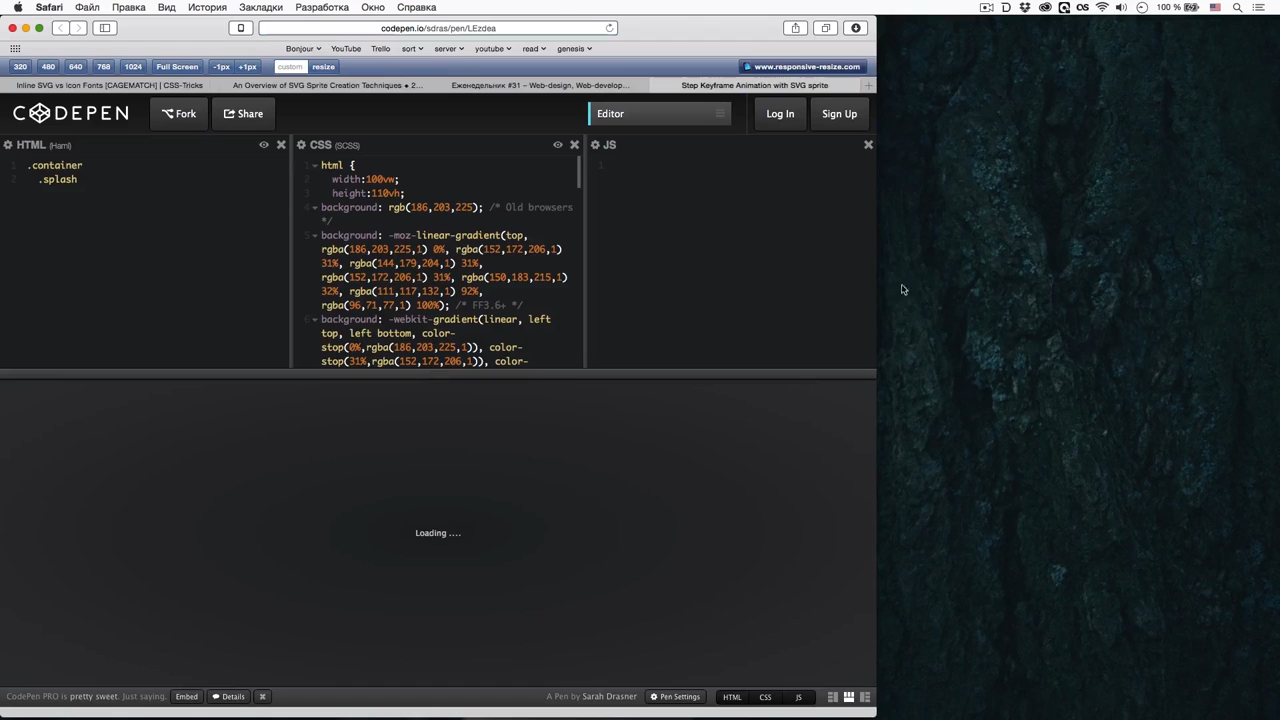 Safari Файл Правка Вид История Закладки Разработка Окно Справка 100 %
codepen.io/sdras/pen/LEzdea
Bonjour YouTube Trello sort server youtube read genesis
320 480 640 768 1024 Full Screen -1px +1px custom resize www.responsive-resize.com
Inline SVG vs Icon Fonts [CAGEMATCH] | CSS-Tricks An Overview of SVG Sprite Creation Techniques • 2... Еженедельник #31 – Web-design, Web-develop... Step Keyframe Animation with SVG sprite
CODEPEN Fork Share Editor Log In Sign Up
HTML (Haml) CSS (SCSS) JS
1 .container
2 .splash
1 html {
2 width:100vw;
3 height:110vh;
4 background: rgb(186,203,225); /* Old browsers
*/
5 background: -moz-linear-gradient(top,
rgba(186,203,225,1) 0%, rgba(152,172,206,1)
31%, rgba(144,179,204,1) 31%,
rgba(152,172,206,1) 31%, rgba(150,183,215,1)
32%, rgba(111,117,132,1) 92%,
rgba(96,71,77,1) 100%); /* FF3.6+ */
6 background: -webkit-gradient(linear, left
top, left bottom, color-
stop(0%,rgba(186,203,225,1)), color-
stop(31%,rgba(152,172,206,1)), color-
1
Loading ....
CodePen PRO is pretty sweet. Just saying. Embed Details ⌘ A Pen by Sarah Drasner Pen Settings HTML CSS JS